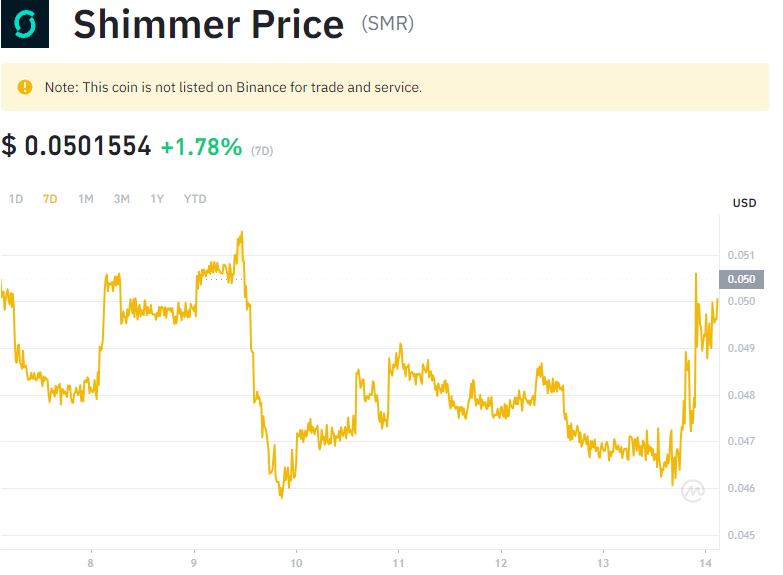 Shimmer Price (SMR)
Note: This coin is not listed on Binance for trade and service.
$ 0.0501554 +1.78% (7D)
1D 7D 1M 3M 1Y YTD
USD
0.051
0.050
0.050
0.049
0.048
0.047
0.046
0.045
8 9 10 11 12 13 14